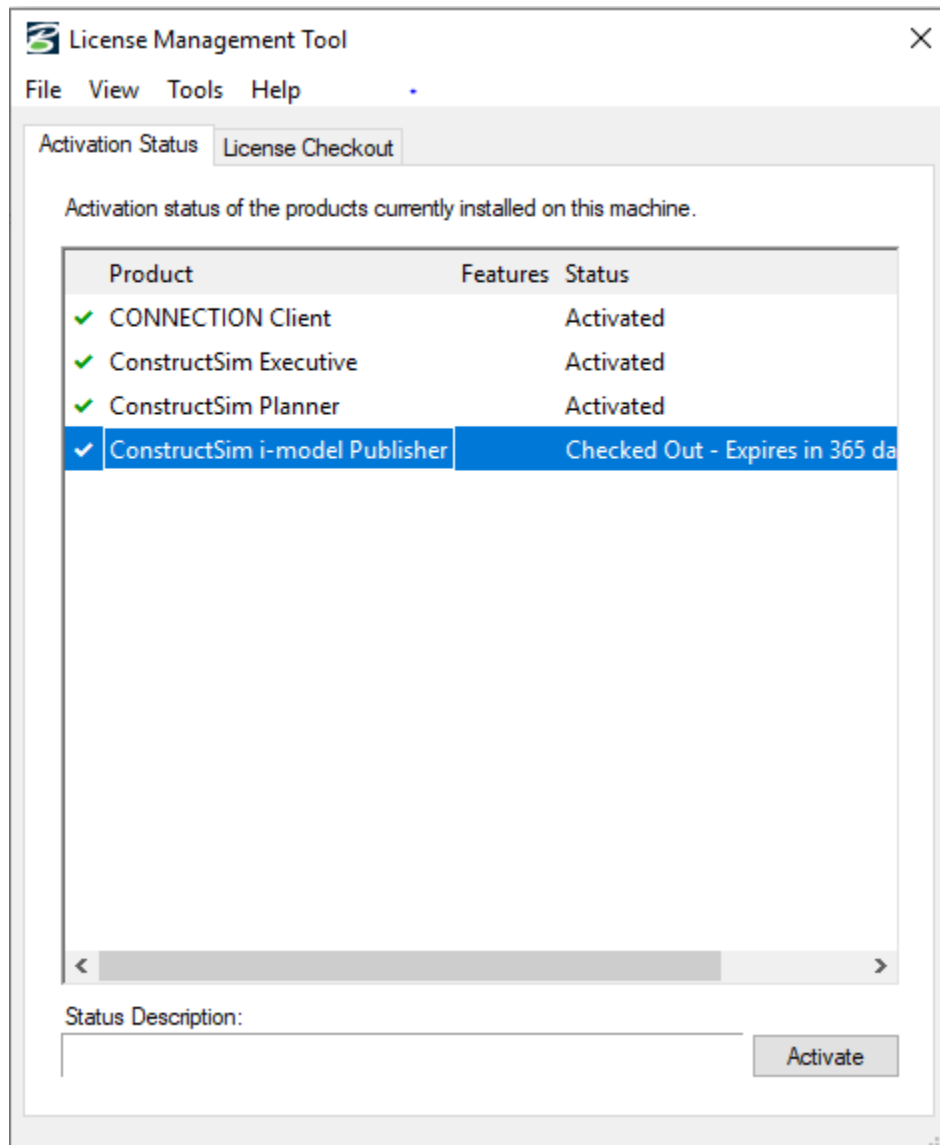 License Management Tool
File View Tools Help
Activation Status License Checkout
Activation status of the products currently installed on this machine.
Product Features Status
CONNECTION Client Activated
ConstructSim Executive Activated
ConstructSim Planner Activated
ConstructSim i-model Publisher Checked Out - Expires in 365 da
Status Description:
Activate